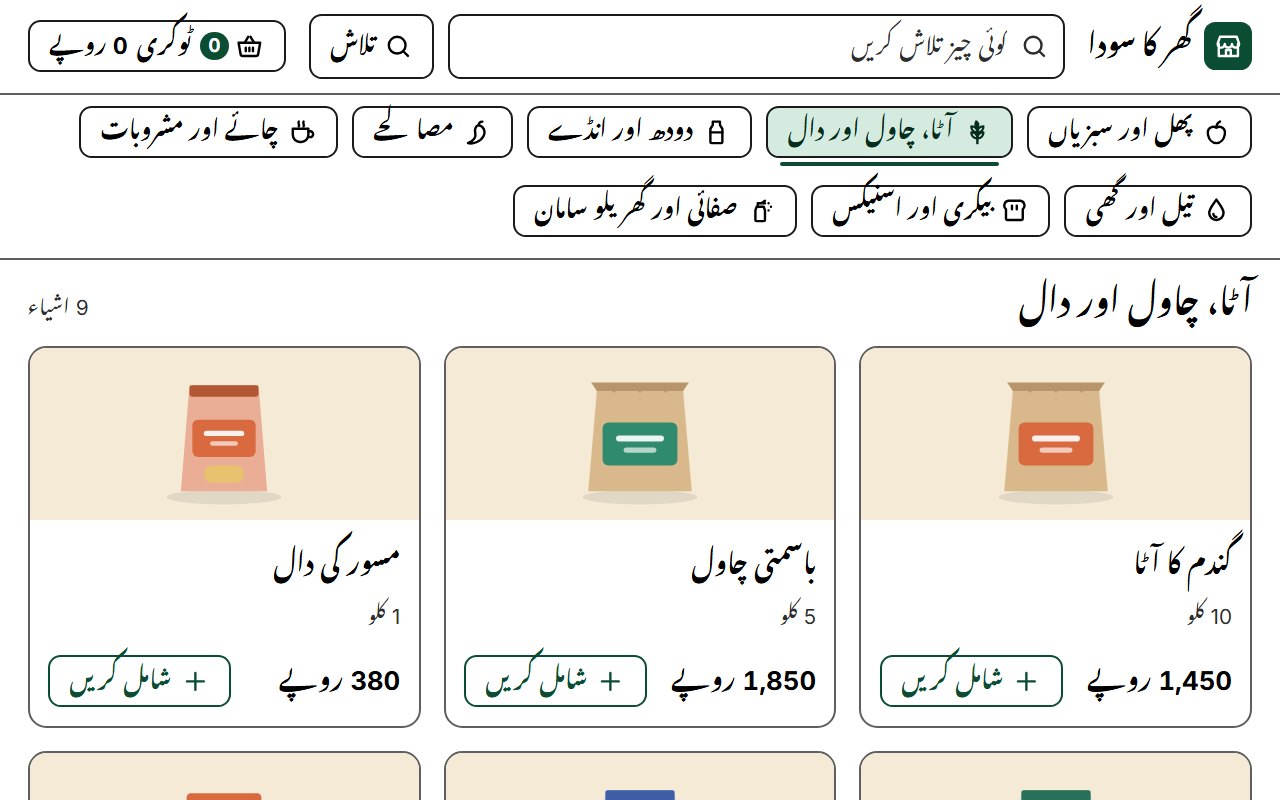 گھر کا سودا
کوئی چیز تلاش کریں
تلاش
0 ٹوکری 0 روپے
پھل اور سبزیاں
آٹا، چاول اور دال
دودھ اور انڈے
مصالحے
چائے اور مشروبات
تیل اور گھی
بیکری اور اسنیکس
صفائی اور گھریلو سامان
آٹا، چاول اور دال
9 اشیاء
گندم کا آٹا
10 کلو
1,450 روپے
شامل کریں
باسمتی چاول
5 کلو
1,850 روپے
شامل کریں
مسور کی دال
1 کلو
380 روپے
شامل کریں